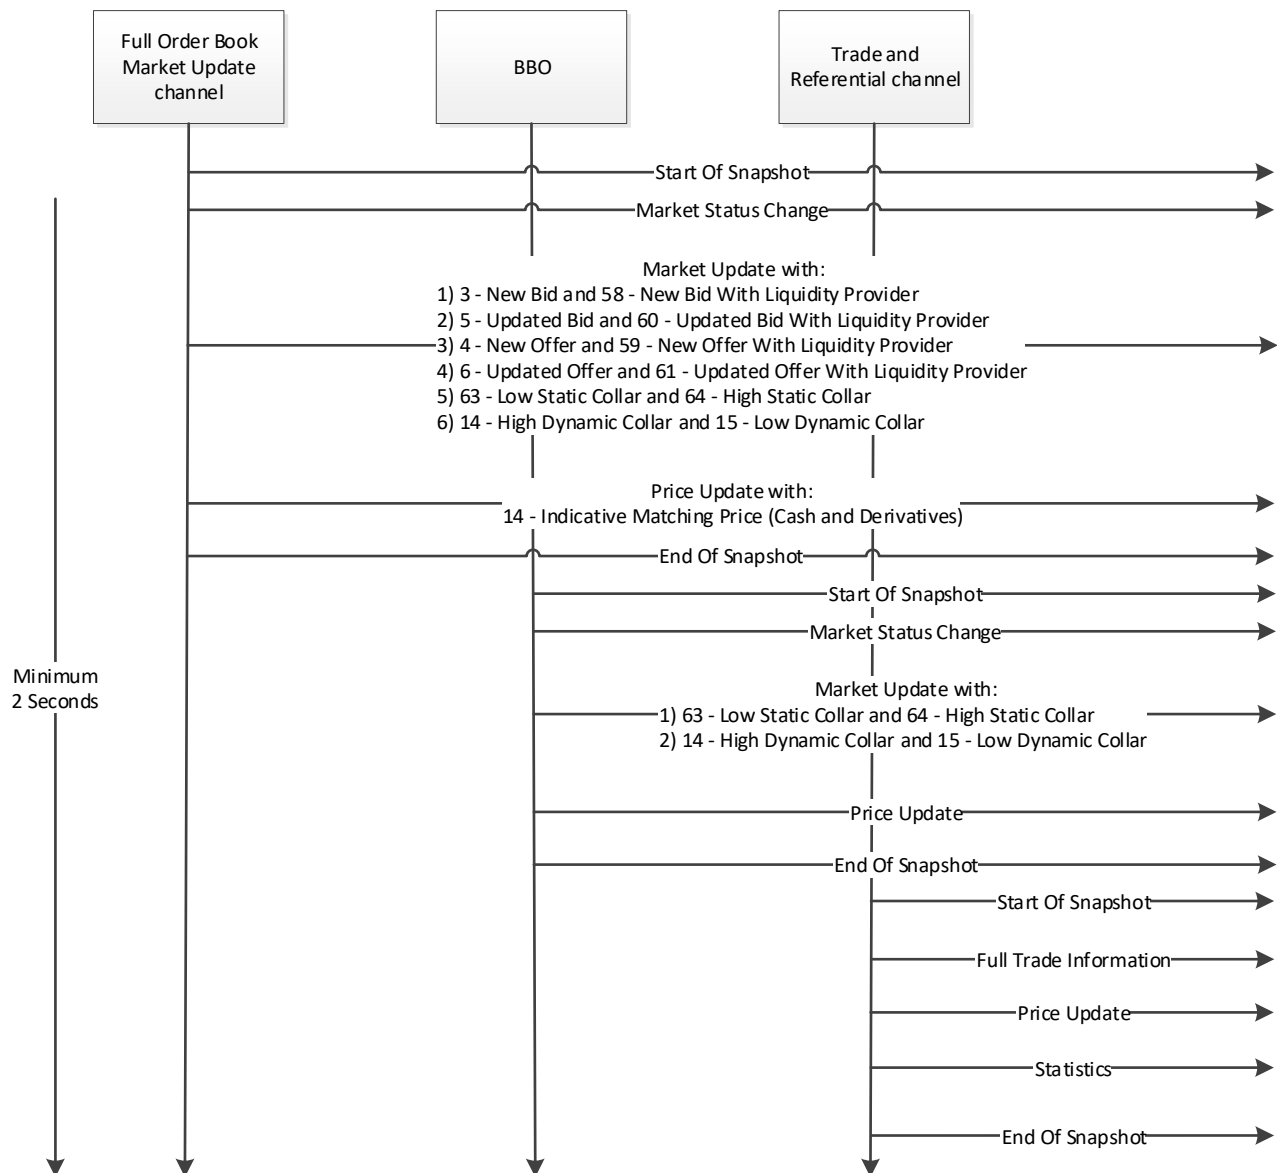 Full Order Book
Market Update
channel
BBO
Trade and
Referential channel
Start Of Snapshot
Market Status Change
Market Update with:
1) 3 - New Bid and 58 - New Bid With Liquidity Provider
2) 5 - Updated Bid and 60 - Updated Bid With Liquidity Provider
3) 4 - New Offer and 59 - New Offer With Liquidity Provider
4) 6 - Updated Offer and 61 - Updated Offer With Liquidity Provider
5) 63 - Low Static Collar and 64 - High Static Collar
6) 14 - High Dynamic Collar and 15 - Low Dynamic Collar
Price Update with:
14 - Indicative Matching Price (Cash and Derivatives)
End Of Snapshot
Start Of Snapshot
Market Status Change
Minimum
2 Seconds
Market Update with:
1) 63 - Low Static Collar and 64 - High Static Collar
2) 14 - High Dynamic Collar and 15 - Low Dynamic Collar
Price Update
End Of Snapshot
Start Of Snapshot
Full Trade Information
Price Update
Statistics
End Of Snapshot